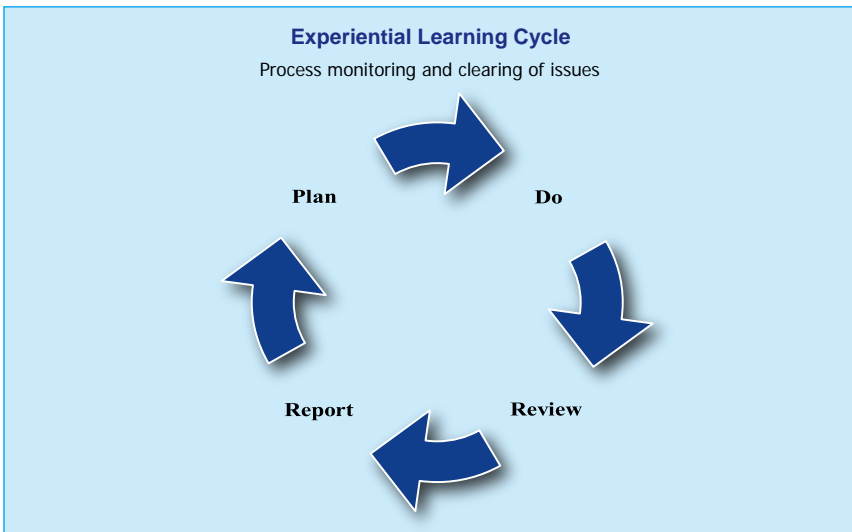 Experiential Learning Cycle
Process monitoring and clearing of issues
Plan
Do
Report
Review